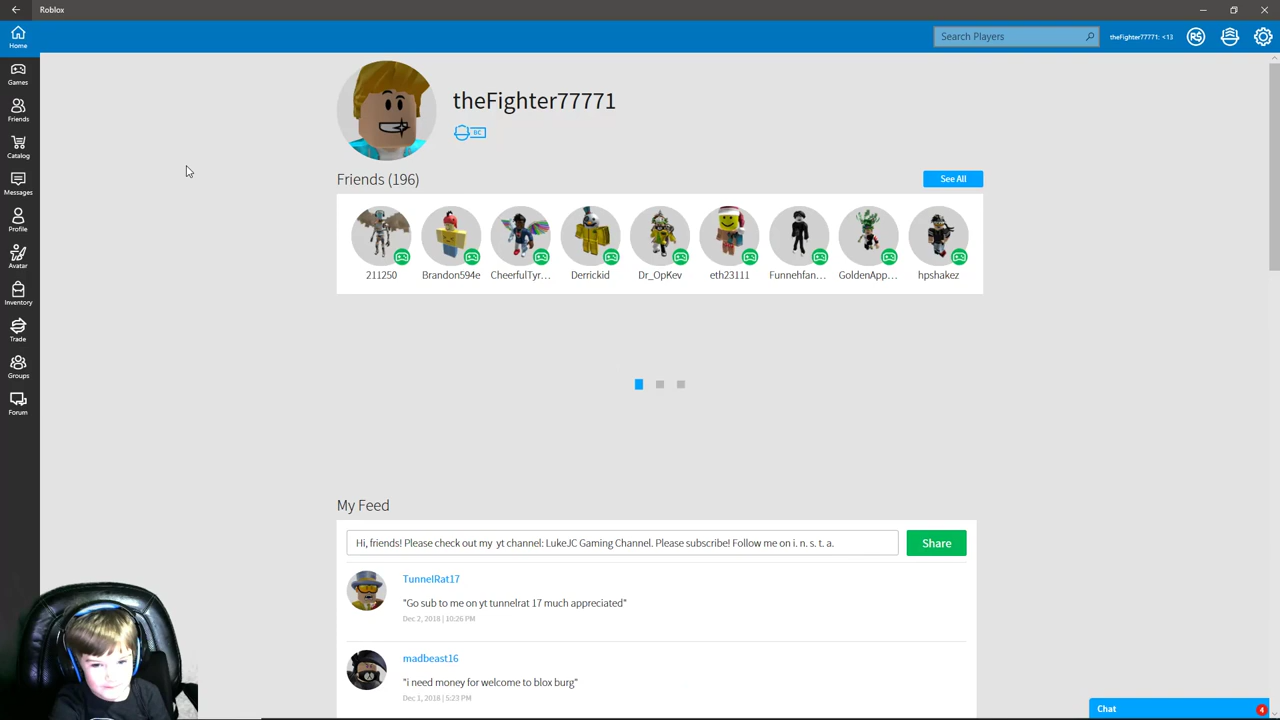 Roblox
Home
Search Players
theFighter77771: <13
R$
Games
Friends
Catalog
Messages
Profile
Avatar
Inventory
Trade
Groups
Forum
theFighter77771
BC
Friends (196)
See All
211250
Brandon594e
CheerfulTyr...
Derrickid
Dr_OpKev
eth23111
Funnehfan...
GoldenApp...
hpshakez
My Feed
Hi, friends! Please check out my yt channel: LukeJC Gaming Channel. Please subscribe! Follow me on i. n. s. t. a.
Share
TunnelRat17
"Go sub to me on yt tunnelrat 17 much appreciated"
Dec 2, 2018 | 10:26 PM
madbeast16
"i need money for welcome to blox burg"
Dec 1, 2018 | 5:23 PM
Chat
4